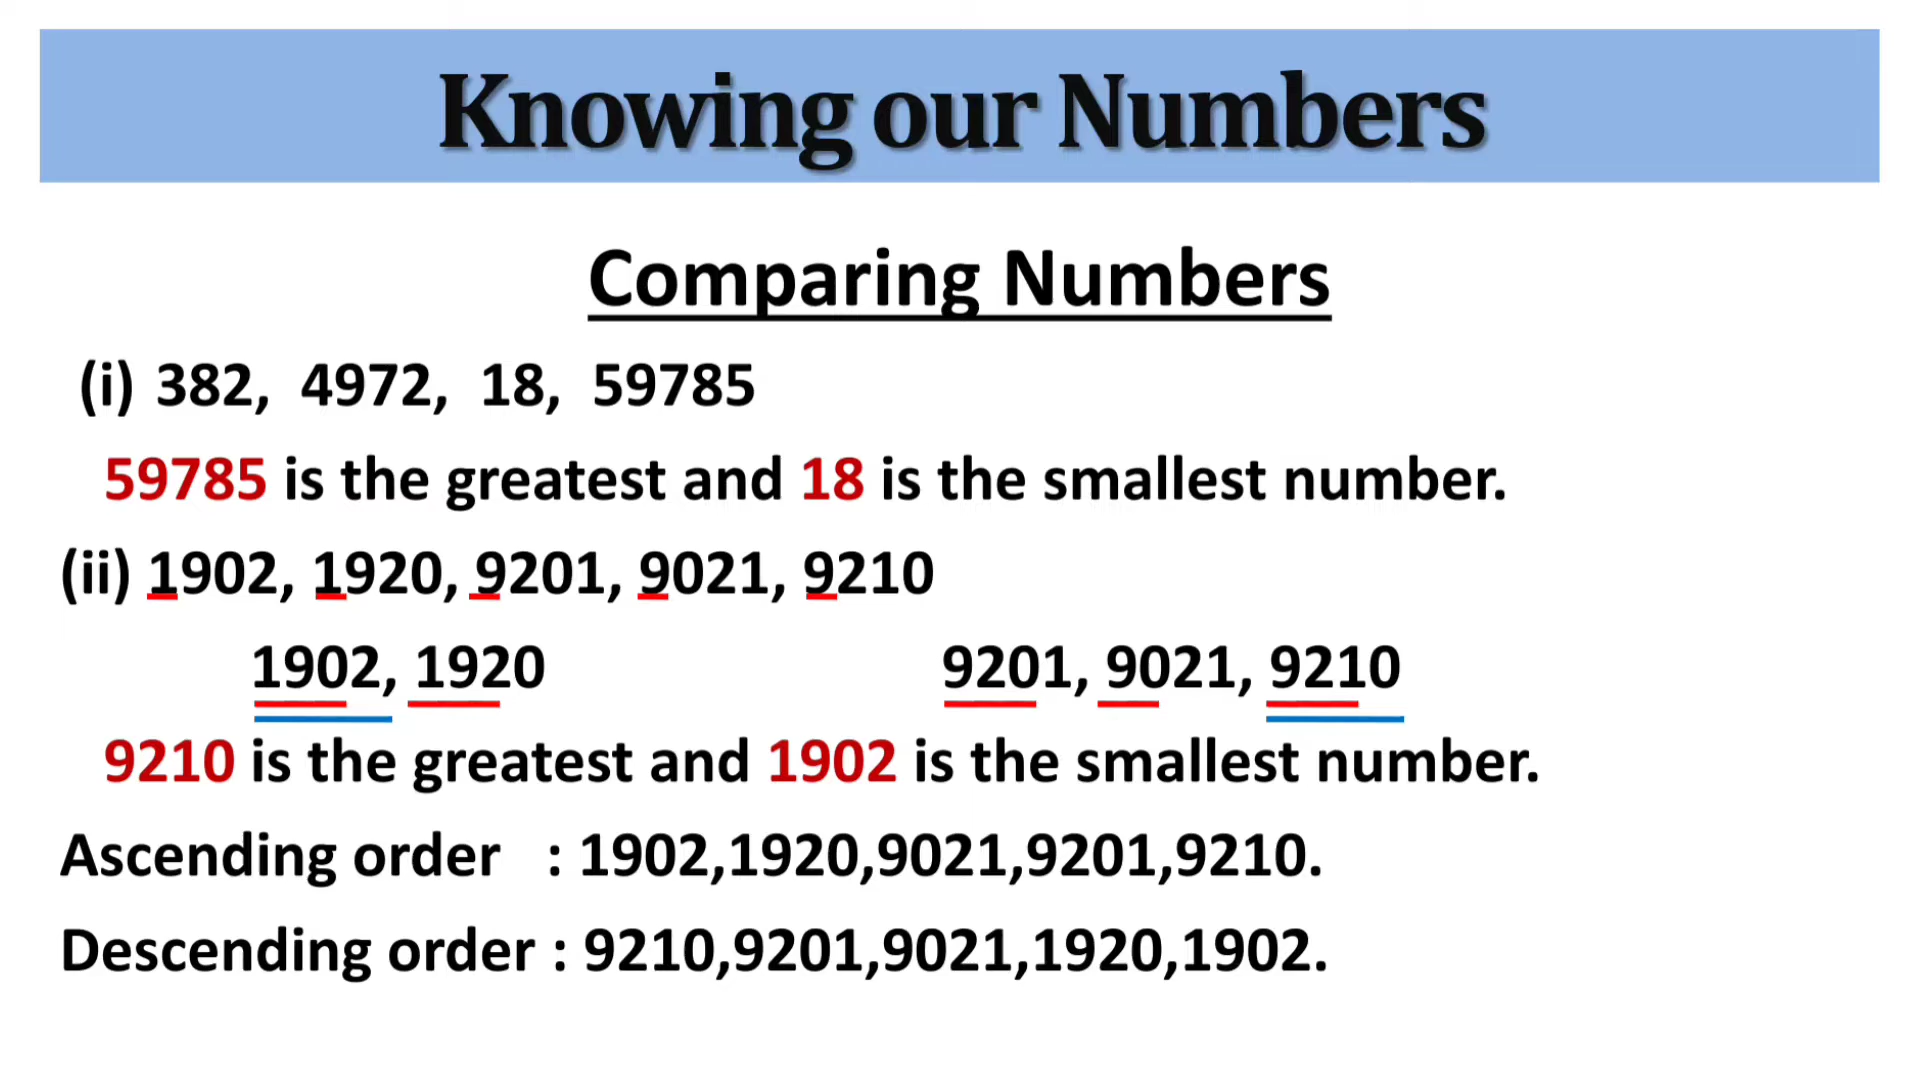 Knowing our Numbers
Comparing Numbers
(i) 382, 4972, 18, 59785
59785 is the greatest and 18 is the smallest number.
(ii) 1902, 1920, 9201, 9021, 9210
1902, 1920 9201, 9021, 9210
9210 is the greatest and 1902 is the smallest number.
Ascending order : 1902,1920,9021,9201,9210.
Descending order : 9210,9201,9021,1920,1902.